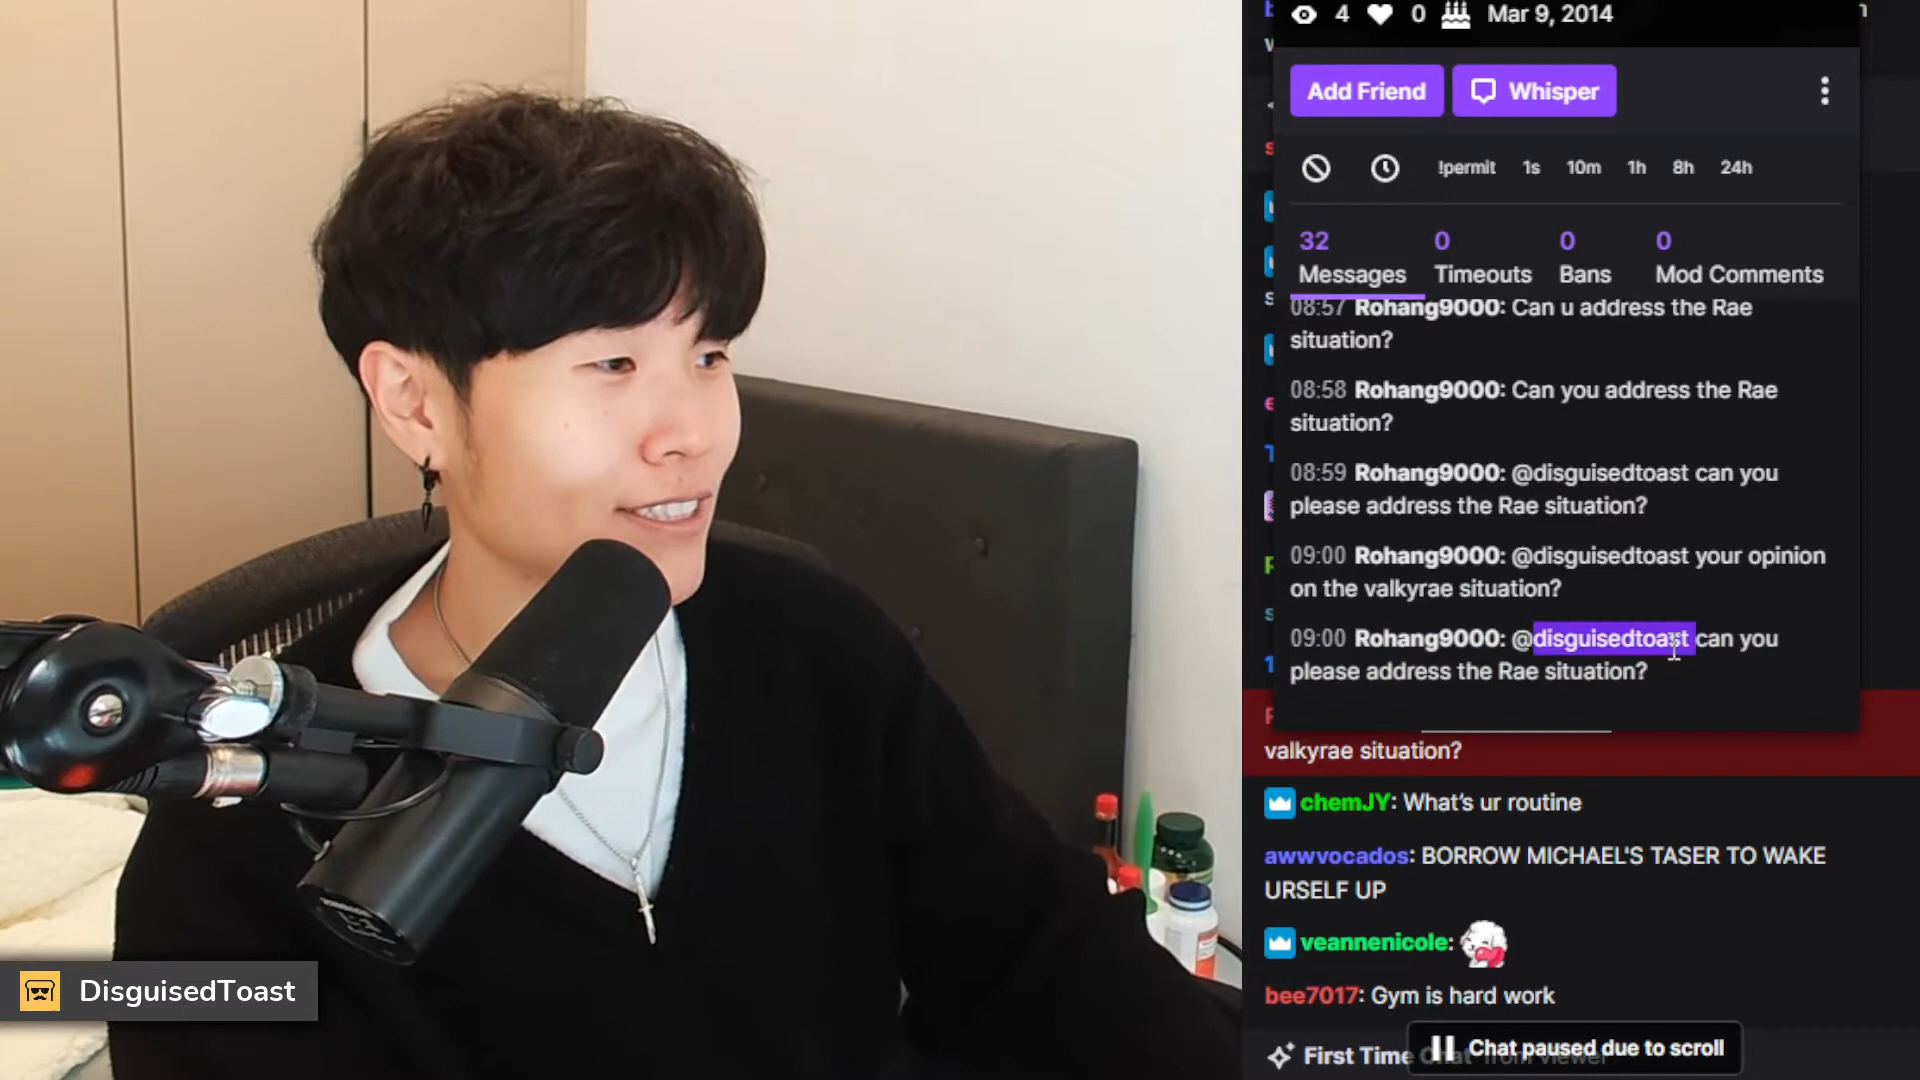 4 0 Mar 9, 2014
Add Friend Whisper
!permit 1s 10m 1h 8h 24h
32 0 0 0
Messages Timeouts Bans Mod Comments
08:57 Rohang9000: Can u address the Rae
situation?
08:58 Rohang9000: Can you address the Rae
situation?
08:59 Rohang9000: @disguisedtoast can you
please address the Rae situation?
09:00 Rohang9000: @disguisedtoast your opinion
on the valkyrae situation?
09:00 Rohang9000: @disguisedtoast can you
please address the Rae situation?
valkyrae situation?
chemJY: What's ur routine
awwvocados: BORROW MICHAEL'S TASER TO WAKE
URSELF UP
veannenicole:
bee7017: Gym is hard work
First Time Chat from viewer
Chat paused due to scroll
DisguisedToast